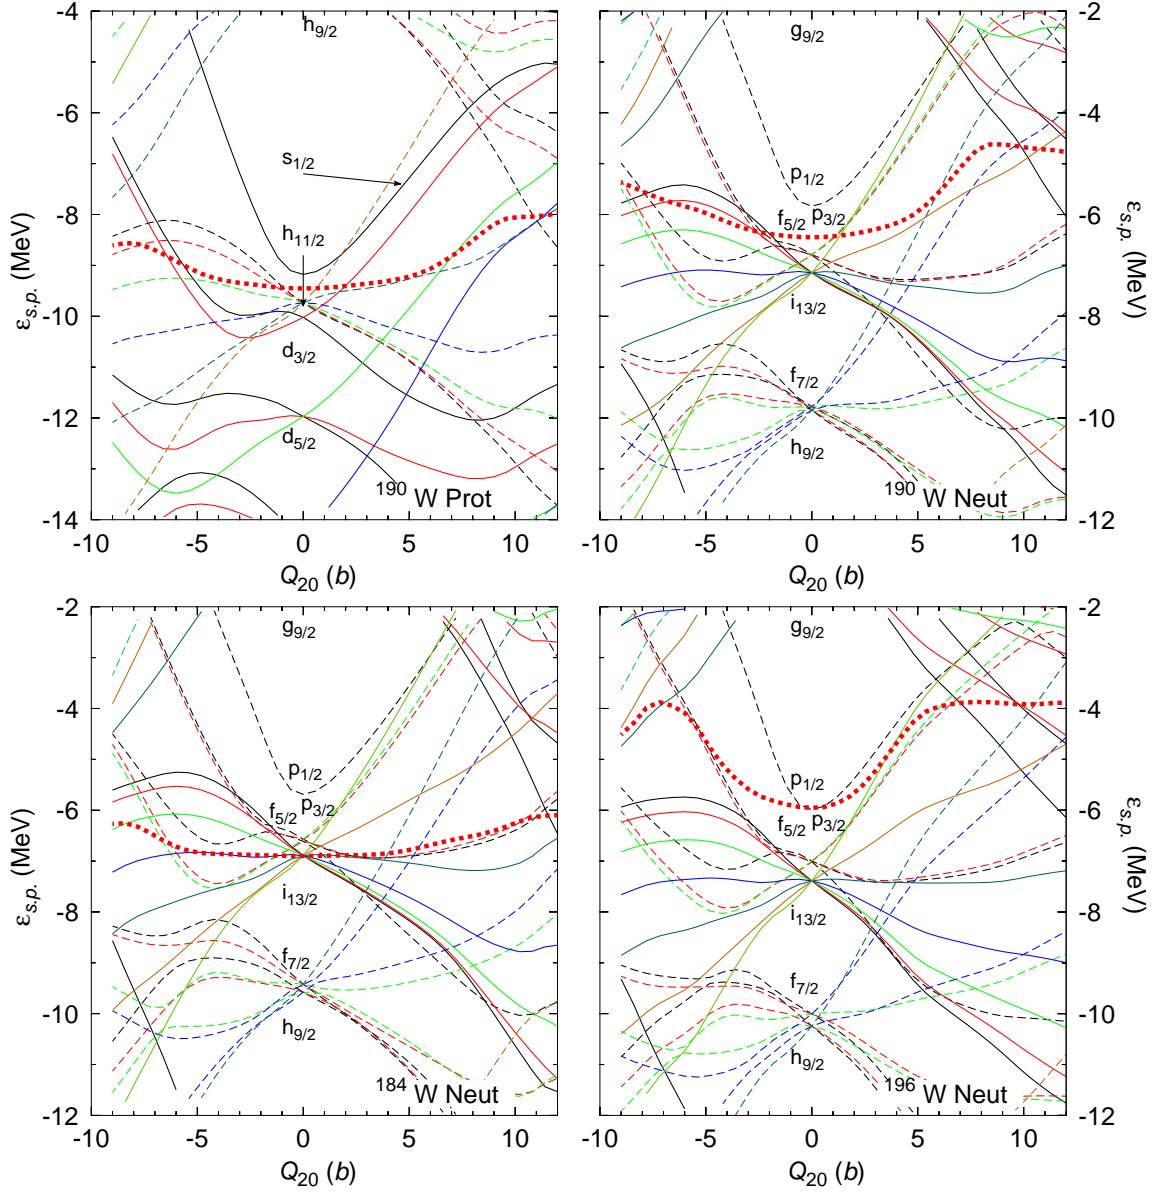 -4
-6
-8
-10
-12
-14
-10 -5 0 5 10
Q20 (b)
εs.p. (MeV)
h9/2
s1/2
h11/2
d3/2
d5/2
190 W Prot
-2
-4
-6
-8
-10
-12
-10 -5 0 5 10
Q20 (b)
εs.p. (MeV)
g9/2
p1/2
f5/2 p3/2
i13/2
f7/2
h9/2
190 W Neut
-2
-4
-6
-8
-10
-12
-10 -5 0 5 10
Q20 (b)
εs.p. (MeV)
g9/2
p1/2
f5/2 p3/2
i13/2
f7/2
h9/2
184 W Neut
-2
-4
-6
-8
-10
-12
-10 -5 0 5 10
Q20 (b)
εs.p. (MeV)
g9/2
p1/2
f5/2 p3/2
i13/2
f7/2
h9/2
196 W Neut